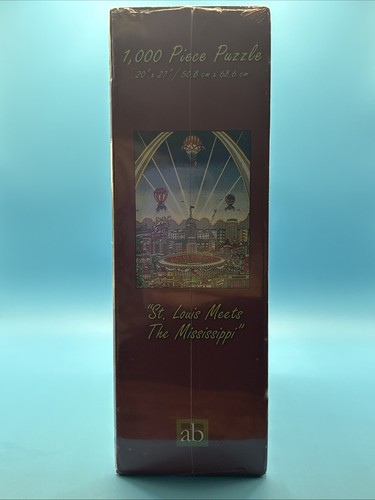 1,000 Piece Puzzle
20" x 27" / 50.8 cm x 68.6 cm
"St. Louis Meets
The Mississippi"
ab